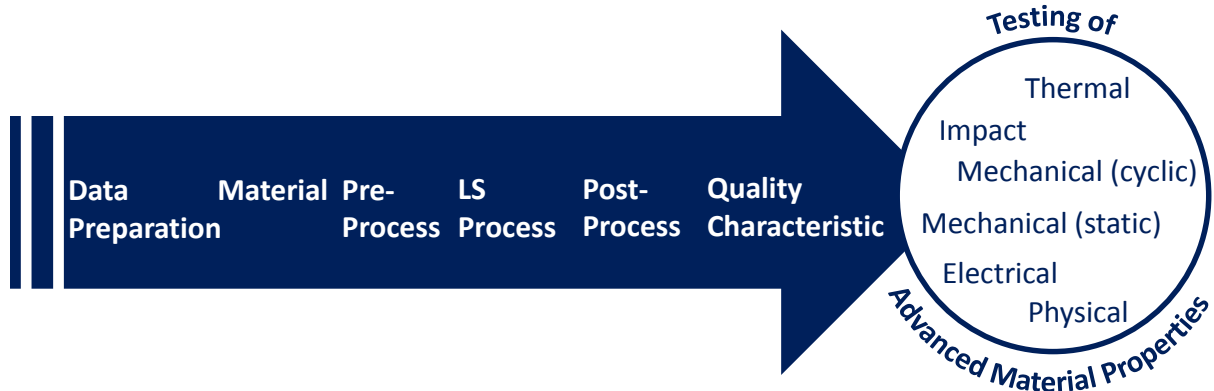 Testing of
Thermal
Impact
Mechanical (cyclic)
Mechanical (static)
Electrical
Physical
Advanced Material Properties
Data
Preparation
Material
Pre-
Process
LS
Process
Post-
Process
Quality
Characteristic